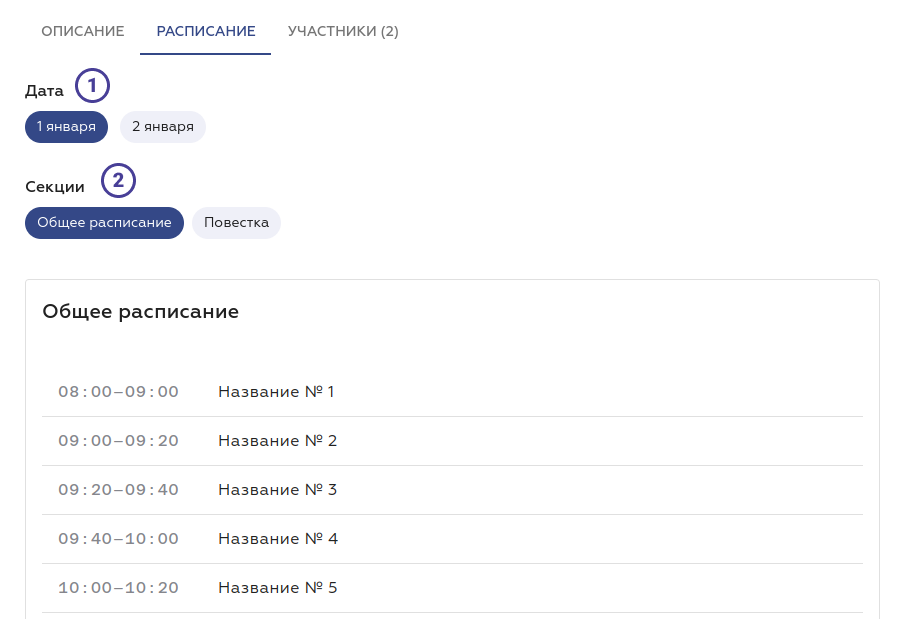 ОПИСАНИЕ РАСПИСАНИЕ УЧАСТНИКИ (2)
Дата 1
1 января 2 января
Секции 2
Общее расписание Повестка
Общее расписание
08:00–09:00 Название № 1
09:00–09:20 Название № 2
09:20–09:40 Название № 3
09:40–10:00 Название № 4
10:00–10:20 Название № 5